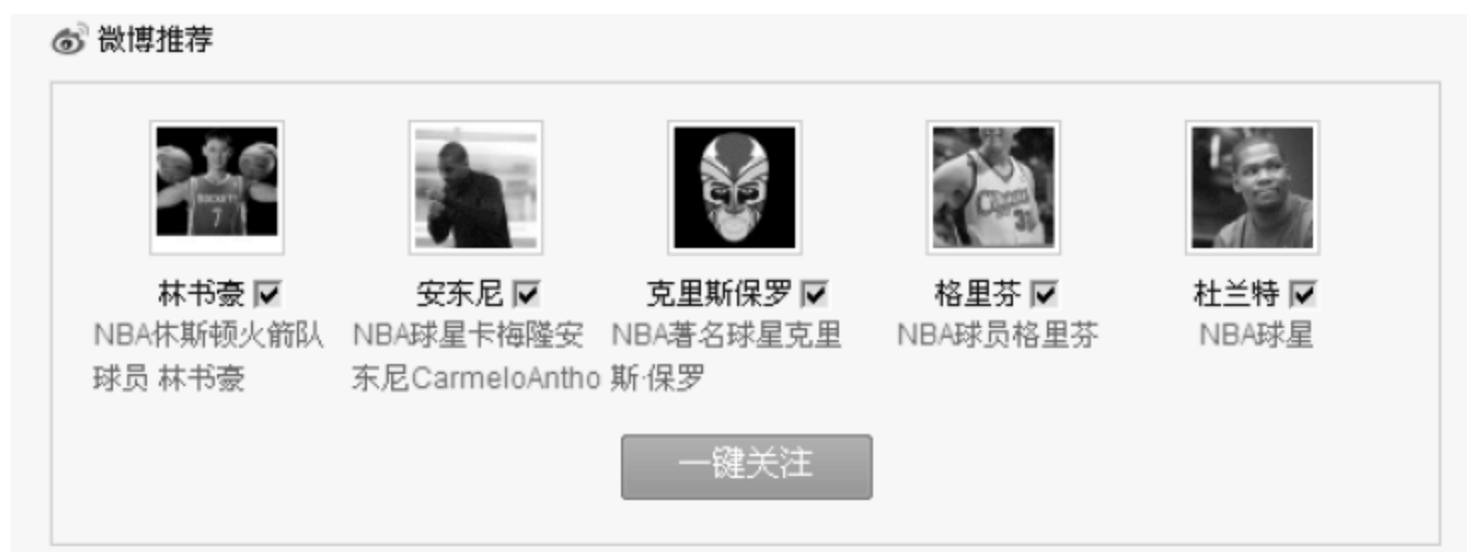 微博推荐
ROCKETS
7
32
林书豪
安东尼
克里斯保罗
格里芬
杜兰特
NBA休斯顿火箭队
球员 林书豪
NBA球星卡梅隆安
东尼CarmeloAntho
NBA著名球星克里
斯·保罗
NBA球员格里芬
NBA球星
一键关注